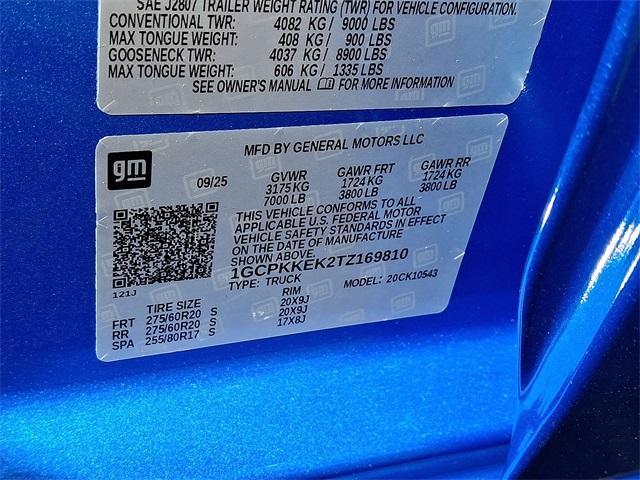 SAE J2807 TRAILER WEIGHT RATING (TWR) FOR VEHICLE CONFIGURATION.
CONVENTIONAL TWR: 4082 KG/ 9000 LBS
MAX TONGUE WEIGHT: 408 KG/ 900 LBS
GOOSENECK TWR: 4037 KG/ 8900 LBS
MAX TONGUE WEIGHT: 606 KG/ 1335 LBS
SEE OWNER'S MANUAL FOR MORE INFORMATION
gm
MFD BY GENERAL MOTORS LLC
09/25 GVWR GAWR FRT GAWR RR
3175 KG 1724 KG 1724 KG
7000 LB 3800 LB 3800 LB
THIS VEHICLE CONFORMS TO ALL
APPLICABLE U.S. FEDERAL MOTOR
VEHICLE SAFETY STANDARDS IN EFFECT
ON THE DATE OF MANUFACTURE
SHOWN ABOVE.
1GCPKKEK2TZ169810
TYPE: TRUCK MODEL: 20CK10543
121J
TIRE SIZE RIM
FRT 275/60R20 S 20X9J
RR 275/60R20 S 20X9J
SPA 255/80R17 S 17X8J